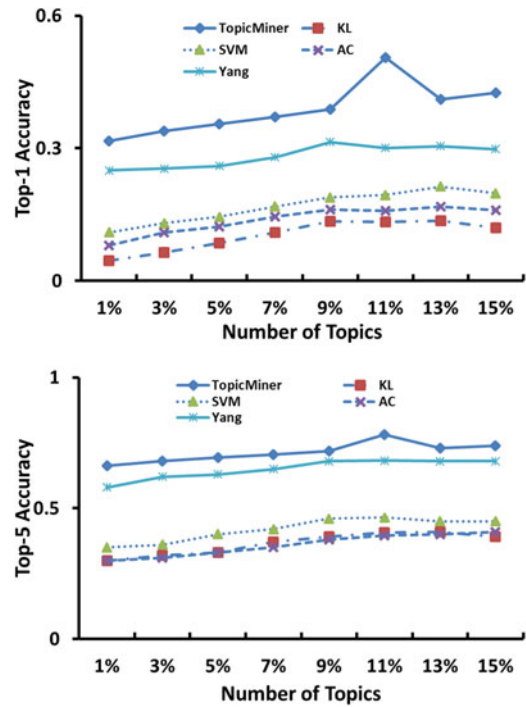 0.6
TopicMiner KL
SVM AC
Yang
0.3
0
Top-1 Accuracy
1% 3% 5% 7% 9% 11% 13% 15%
Number of Topics
1
TopicMiner KL
SVM AC
Yang
0.5
0
Top-5 Accuracy
1% 3% 5% 7% 9% 11% 13% 15%
Number of Topics